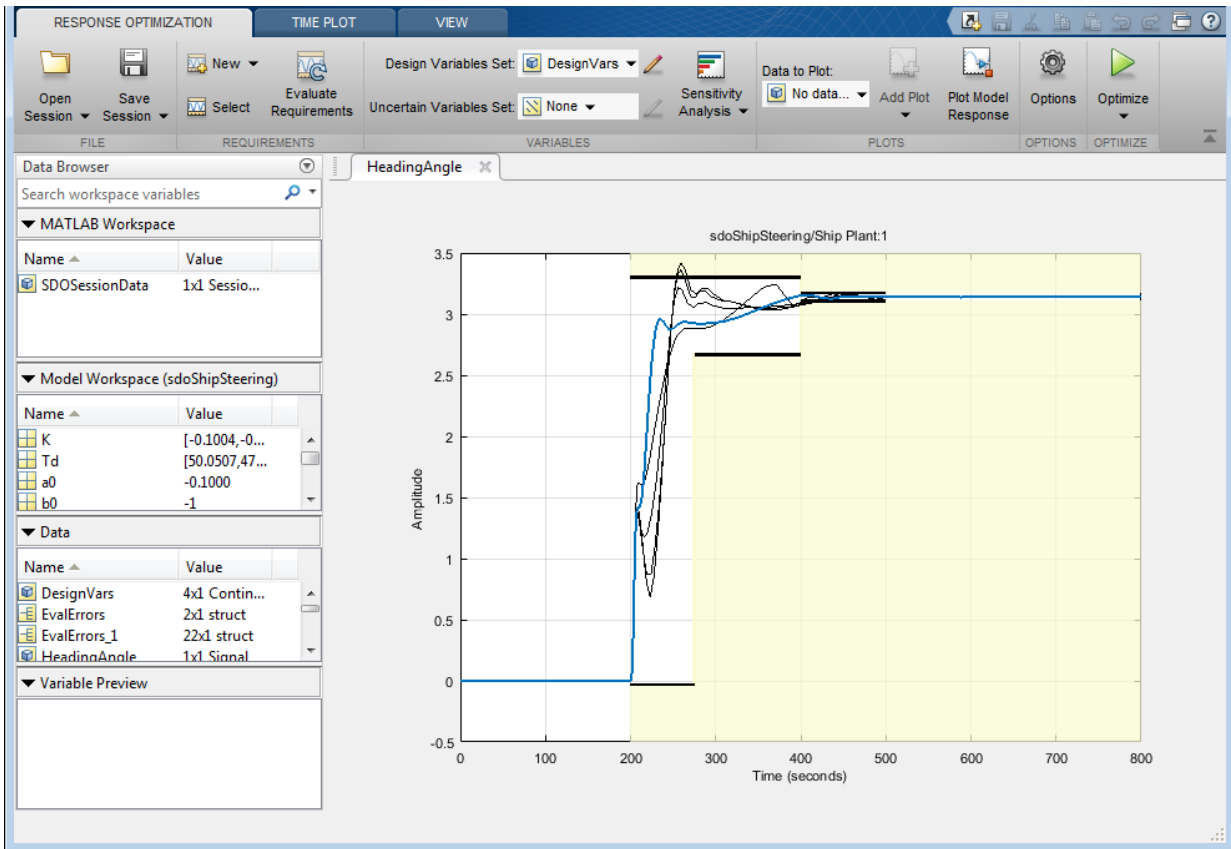 RESPONSE OPTIMIZATION TIME PLOT VIEW
New Design Variables Set: DesignVars Data to Plot:
No data...
Open Session Save Session Select Evaluate Requirements Uncertain Variables Set: None Sensitivity Analysis Add Plot Plot Model Response Options Optimize
FILE REQUIREMENTS VARIABLES PLOTS OPTIONS OPTIMIZE
Data Browser
Search workspace variables
MATLAB Workspace
Name Value
SDOSessionData 1x1 Sessio...
Model Workspace (sdoShipSteering)
Name Value
K [-0.1004,-0...
Td [50.0507,47...
a0 -0.1000
b0 -1
Data
Name Value
DesignVars 4x1 Contin...
EvalErrors 2x1 struct
EvalErrors_1 22x1 struct
HeadingAngle 1x1 Signal
Variable Preview
HeadingAngle
sdoShipSteering/Ship Plant:1
3.5
3
2.5
2
1.5
1
0.5
0
-0.5
Amplitude
0 100 200 300 400 500 600 700 800
Time (seconds)